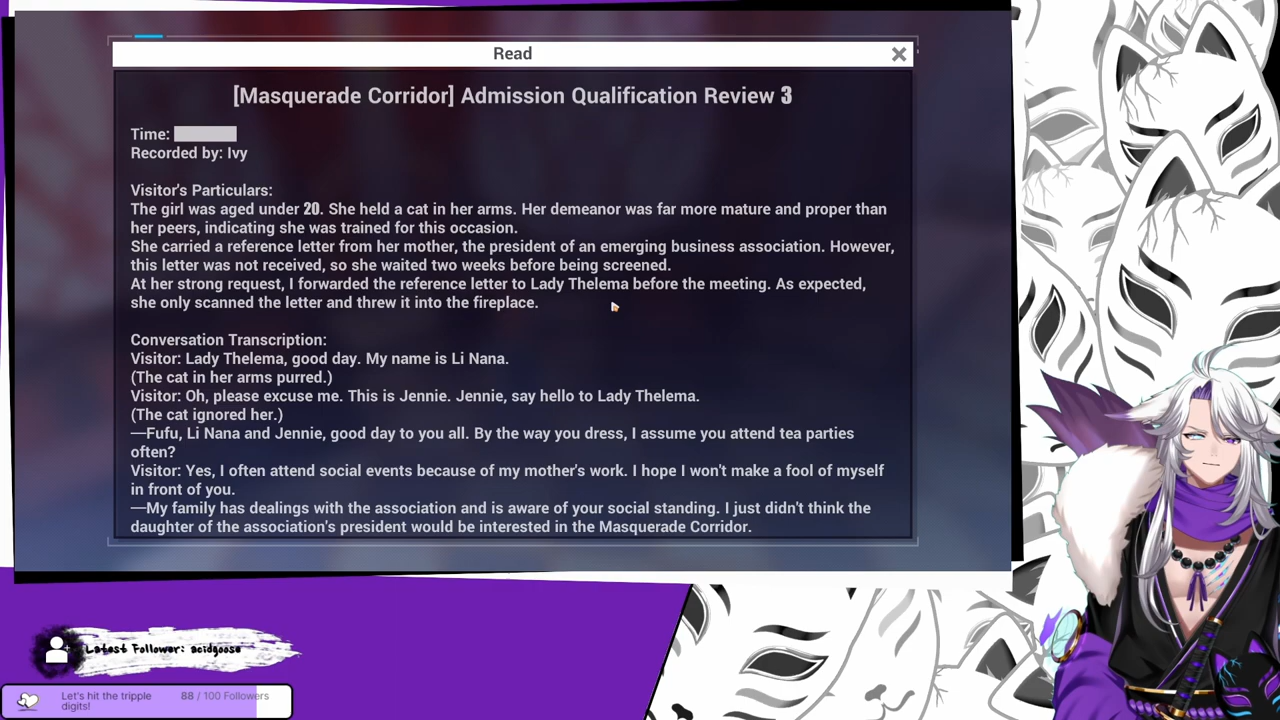 Read
[Masquerade Corridor] Admission Qualification Review 3
Time:
Recorded by: Ivy
Visitor's Particulars:
The girl was aged under 20. She held a cat in her arms. Her demeanor was far more mature and proper than
her peers, indicating she was trained for this occasion.
She carried a reference letter from her mother, the president of an emerging business association. However,
this letter was not received, so she waited two weeks before being screened.
At her strong request, I forwarded the reference letter to Lady Thelema before the meeting. As expected,
she only scanned the letter and threw it into the fireplace.
Conversation Transcription:
Visitor: Lady Thelema, good day. My name is Li Nana.
(The cat in her arms purred.)
Visitor: Oh, please excuse me. This is Jennie. Jennie, say hello to Lady Thelema.
(The cat ignored her.)
—Fufu, Li Nana and Jennie, good day to you all. By the way you dress, I assume you attend tea parties
often?
Visitor: Yes, I often attend social events because of my mother's work. I hope I won't make a fool of myself
in front of you.
—My family has dealings with the association and is aware of your social standing. I just didn't think the
daughter of the association's president would be interested in the Masquerade Corridor.
Latest Follower: acidgoose
Let's hit the tripple
digits!
88 / 100 Followers